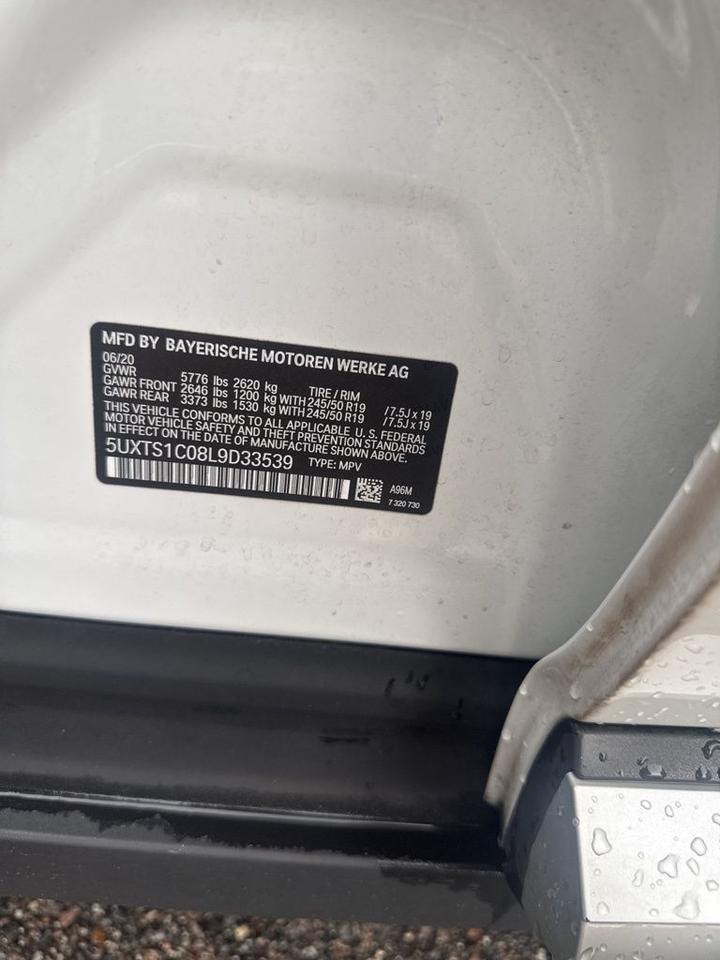 MFD BY BAYERISCHE MOTOREN WERKE AG
06/20
GVWR 5776 lbs 2620 kg TIRE / RIM
GAWR FRONT 2646 lbs 1200 kg WITH 245/50 R19 / 7.5J x 19
GAWR REAR 3373 lbs 1530 kg WITH 245/50 R19 / 7.5J x 19
THIS VEHICLE CONFORMS TO ALL APPLICABLE U. S. FEDERAL
MOTOR VEHICLE SAFETY AND THEFT PREVENTION STANDARDS
IN EFFECT ON THE DATE OF MANUFACTURE SHOWN ABOVE.
5UXTS1C08L9D33539 TYPE: MPV
A96M
7 320 730